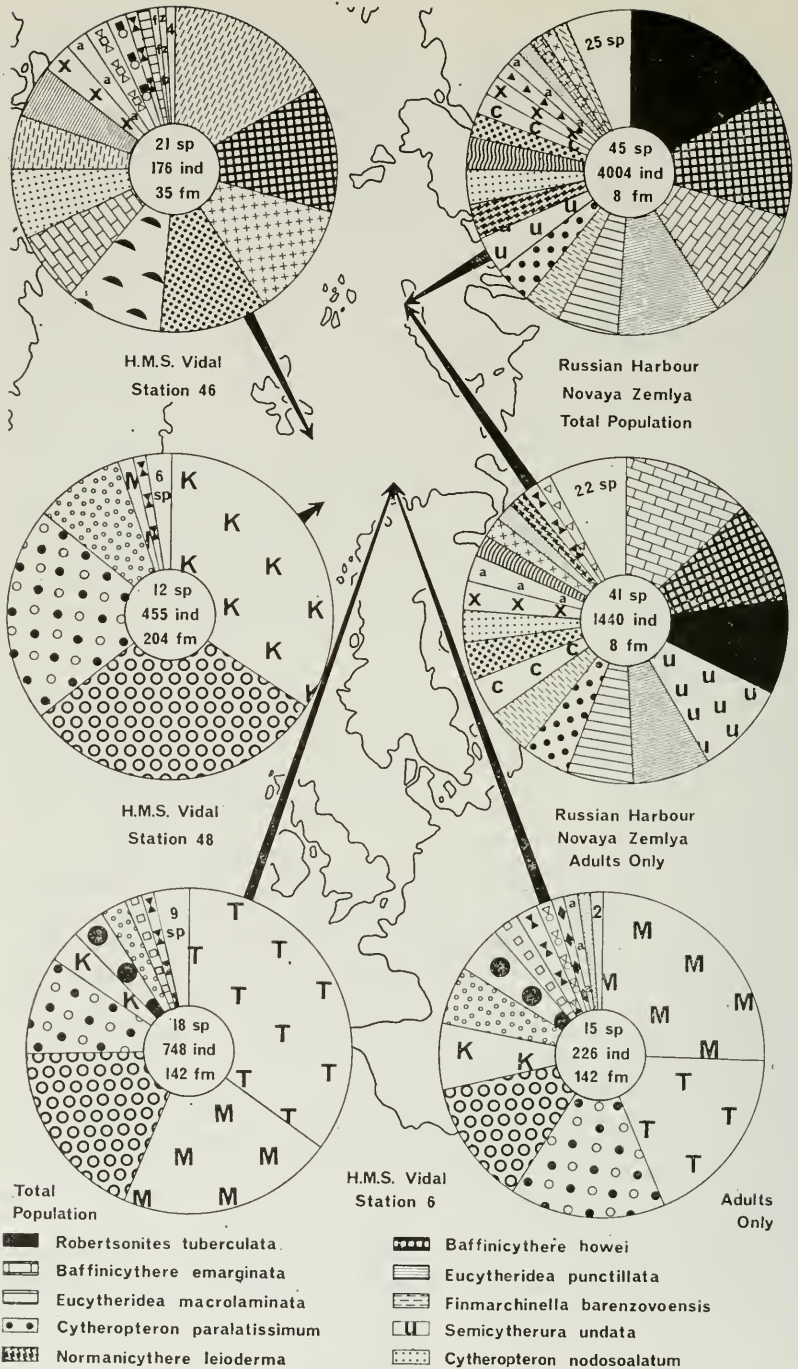 21 sp
176 ind
35 fm
4
fz
fz
a
X
a
X
a
X
H.M.S. Vidal
Station 46
25 sp
45 sp
4004 ind
8 fm
a
X
a
X
a
X
C
C
C
U
U
U
U
Russian Harbour
Novaya Zemlya
Total Population
6
sp
M
12 sp
455 ind
204 fm
K
K
K
K
K
K
K
K
K
H.M.S. Vidal
Station 48
22 sp
41 sp
1440 ind
8 fm
a
X
a
X
a
X
C
C
C
u
u
u
u
u
u
u
Russian Harbour
Novaya Zemlya
Adults Only
9
sp
18 sp
748 ind
142 fm
K
K
T
T
T
T
T
T
T
T
T
T
M
M
M
M
M
Total
Population
H.M.S. Vidal
Station 6
2
a
a
15 sp
226 ind
142 fm
K
K
M
M
M
M
M
M
T
T
T
T
Adults
Only
Robertsonites tuberculata
Baffinicythere emarginata
Eucytheridea macrolaminata
Cytheropteron paralatissimum
Normanicythere leioderma
Baffinicythere howei
Eucytheridea punctillata
Finmarchinella barenzovoensis
u Semicytherura undata
Cytheropteron nodosoalatum